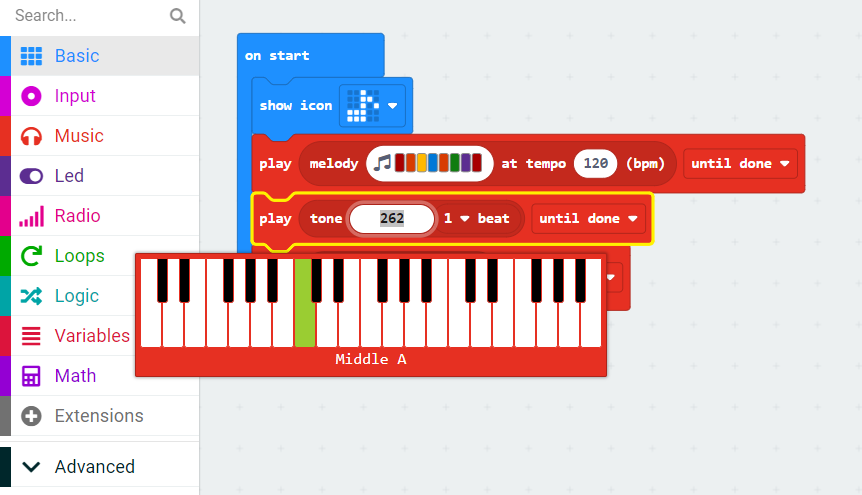 Search...
Basic
Input
Music
Led
Radio
Loops
Logic
Variables
Math
Extensions
Advanced
on start
show icon
play melody at tempo 120 (bpm) until done
play tone 262 1 beat until done
Middle A